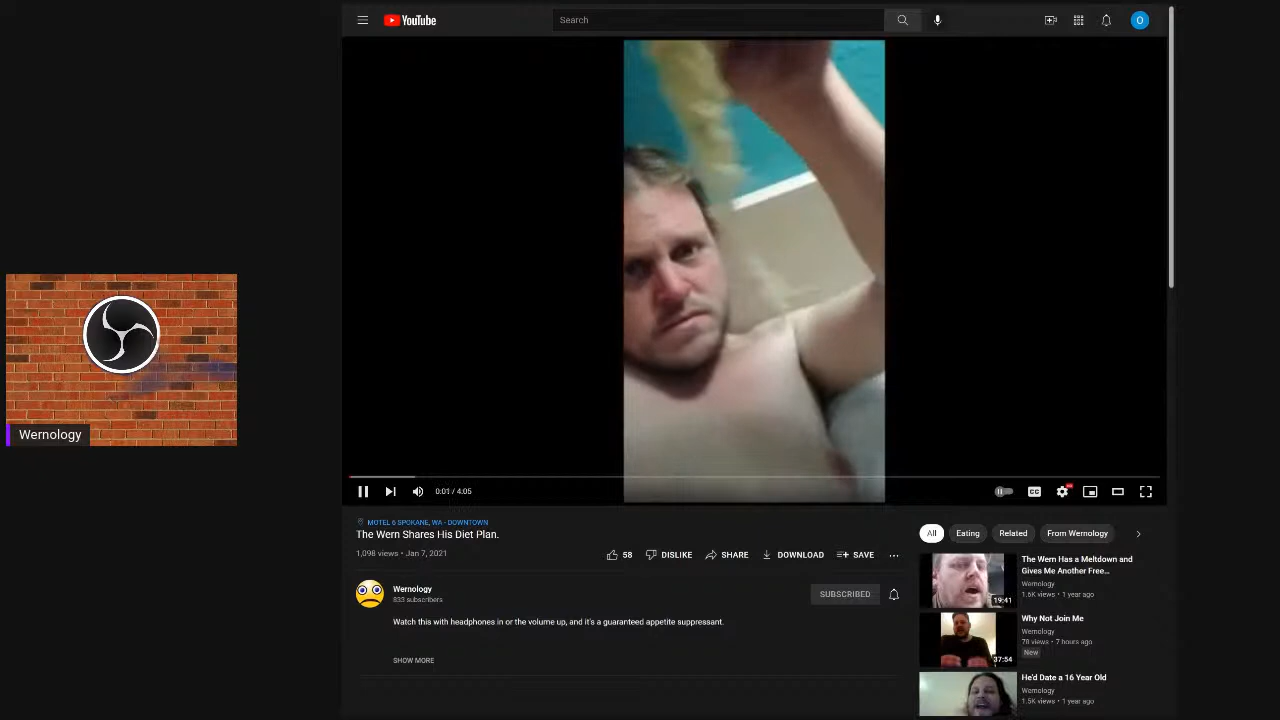 YouTube
Search
O
Wernology
0:01 / 4:05
CC
MOTEL 6 SPOKANE, WA - DOWNTOWN
The Wern Shares His Diet Plan.
1,098 views • Jan 7, 2021
58
DISLIKE
SHARE
DOWNLOAD
SAVE
Wernology
833 subscribers
SUBSCRIBED
Watch this with headphones in or the volume up, and it's a guaranteed appetite suppressant.
SHOW MORE
All
Eating
Related
From Wernology
19:41
The Wern Has a Meltdown and
Gives Me Another Free...
Wernology
1.6K views • 1 year ago
37:54
Why Not Join Me
Wernology
78 views • 7 hours ago
New
He'd Date a 16 Year Old
Wernology
1.5K views • 1 year ago